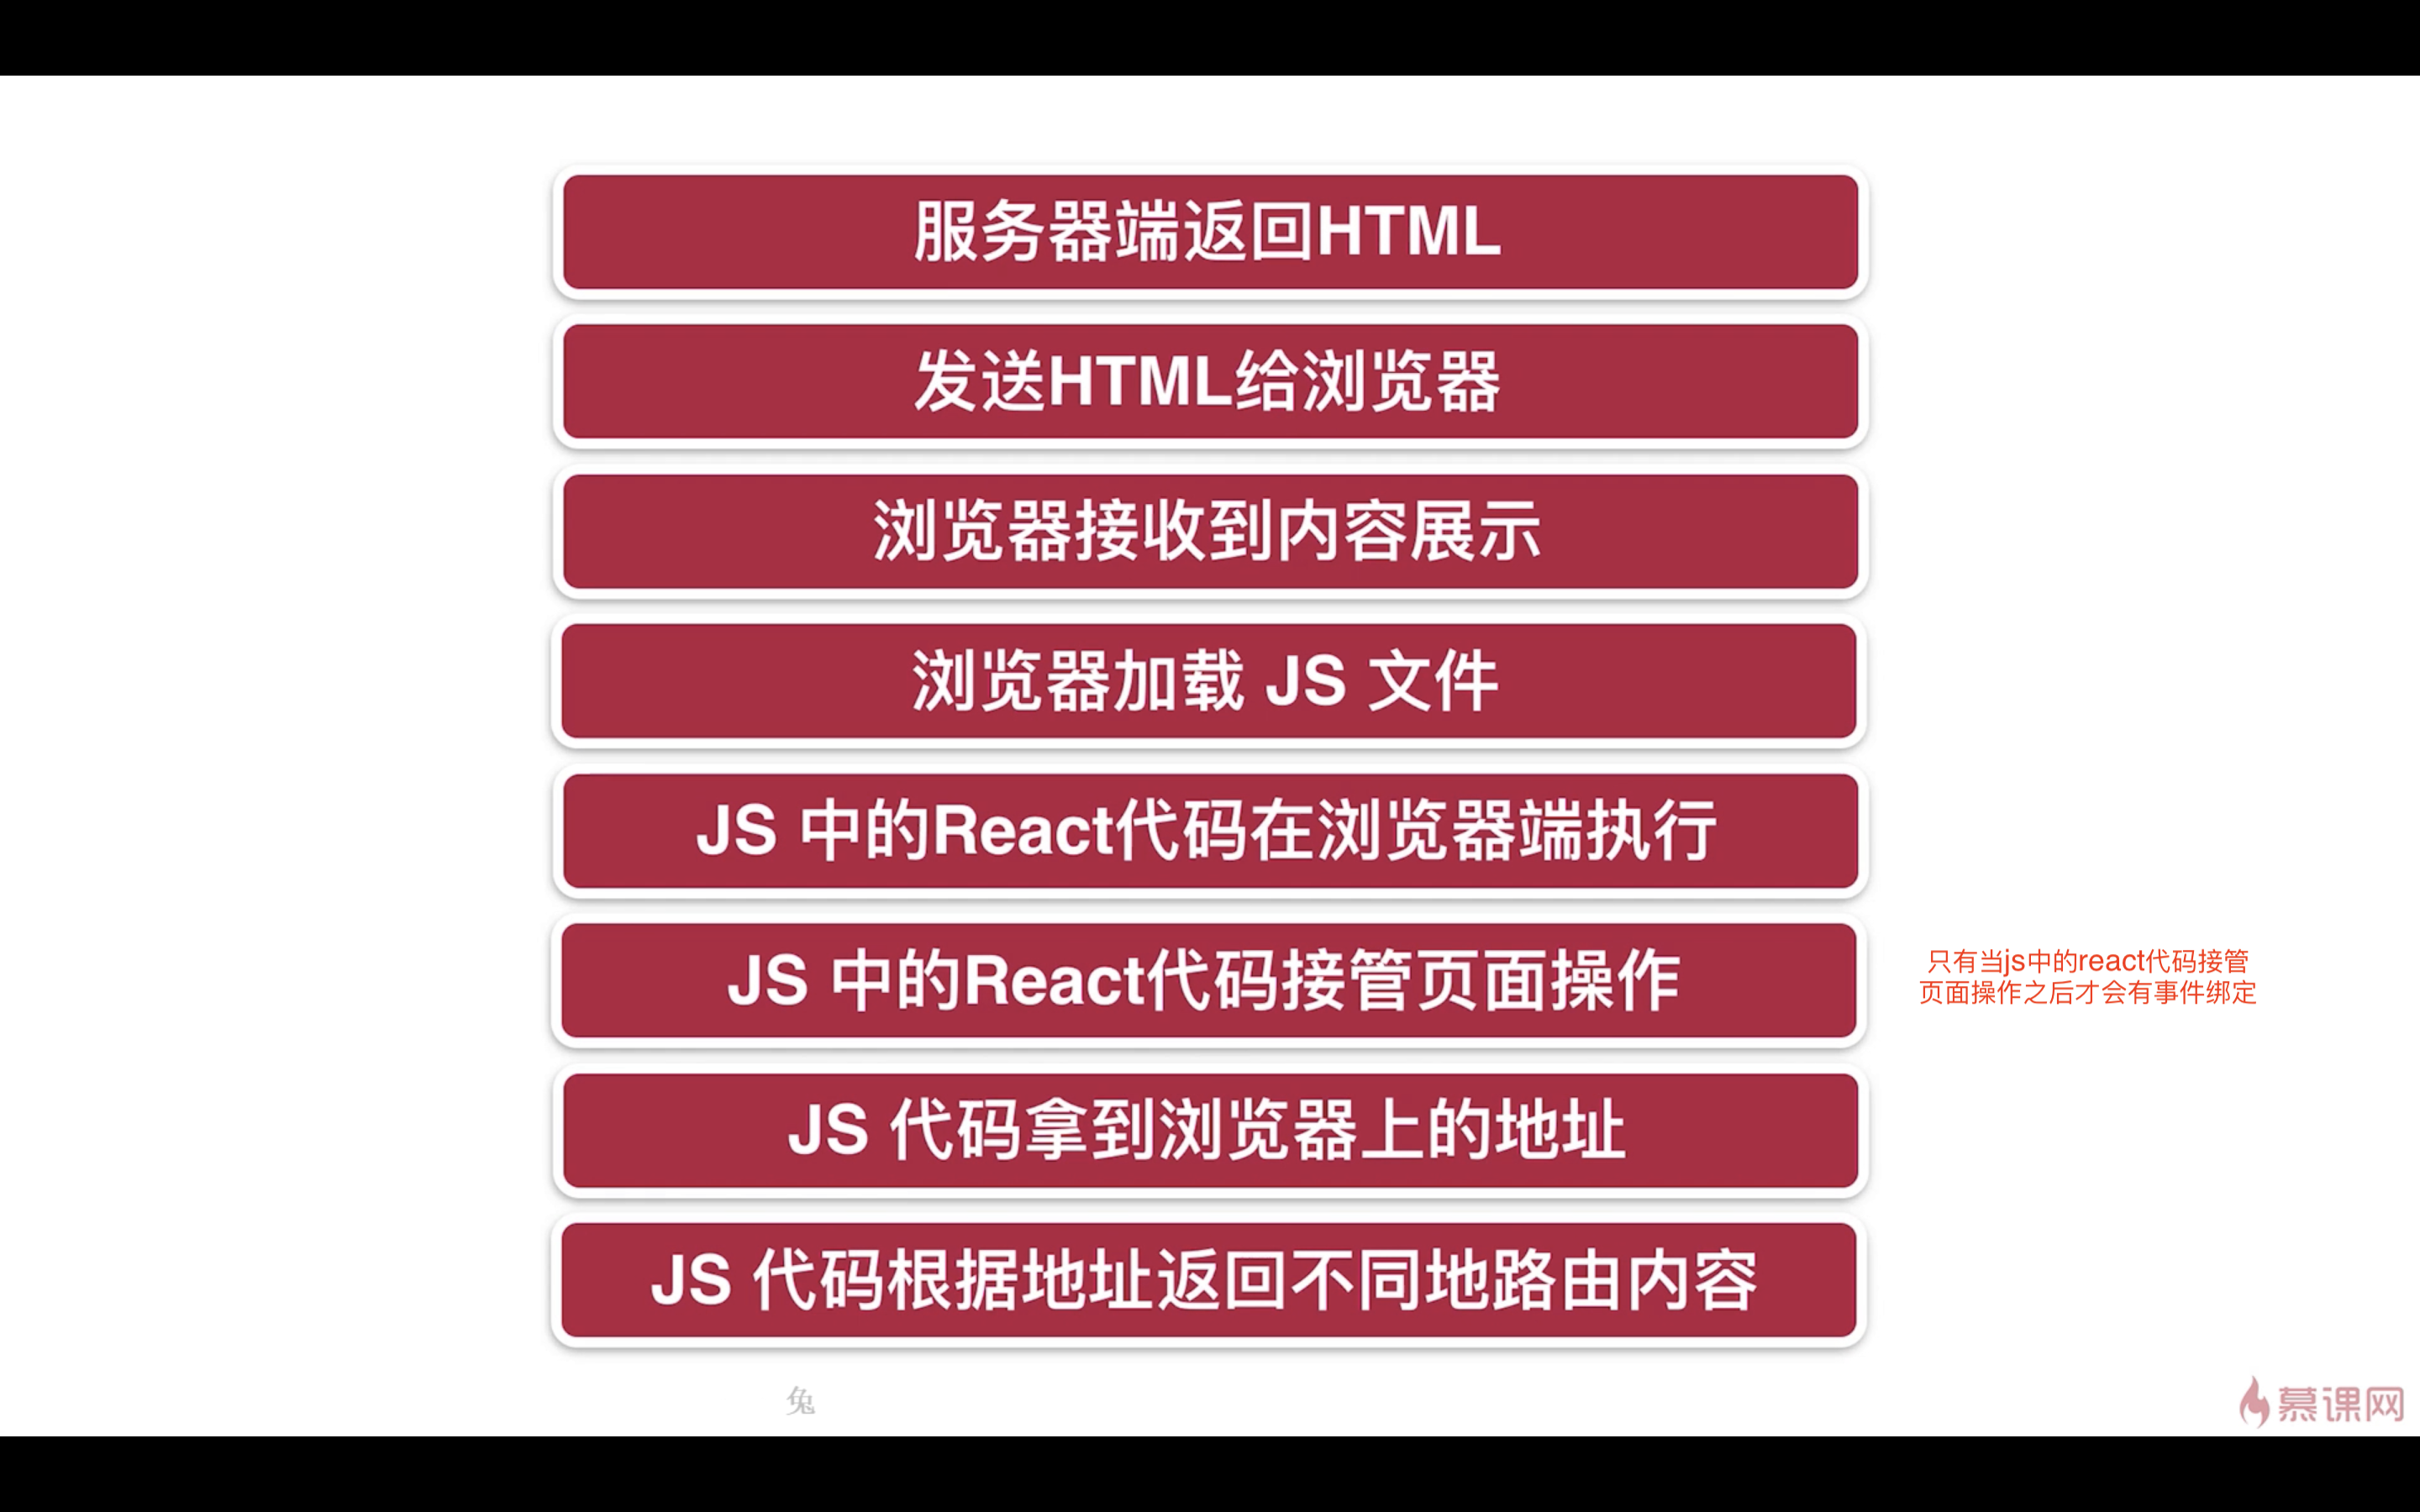 服务器端返回HTML
发送HTML给浏览器
浏览器接收到内容展示
浏览器加载 JS 文件
JS 中的React代码在浏览器端执行
JS 中的React代码接管页面操作
只有当js中的react代码接管
页面操作之后才会有事件绑定
JS 代码拿到浏览器上的地址
JS 代码根据地址返回不同地路由内容
兔
慕课网